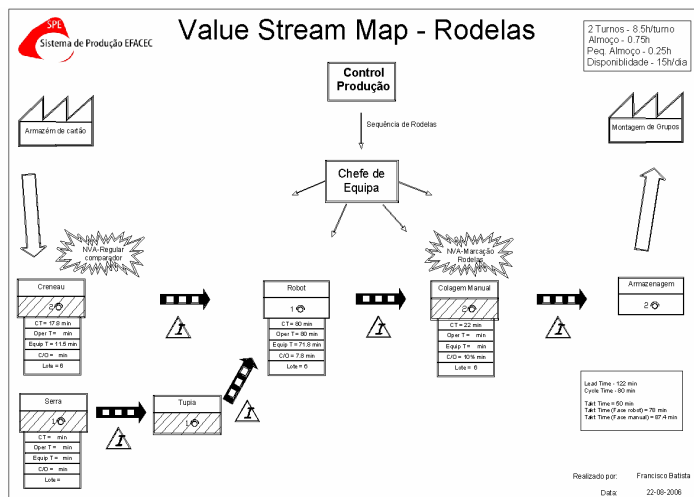 Value Stream Map - Rodelas
SPE
Sistema de Produção EFACEC
2 Turnos - 8.5h/turno
Almoço - 0.75h
Peq. Almoço - 0.25h
Disponiblidade - 15h/dia
Control
Produção
Armazém de cartão
Montagem de Grupos
Sequência de Rodelas
Chefe de
Equipa
NVA-Regular
comparador
NVA-Marcação
Rodelas
Creneau
2
CT = 17.8 min
Oper T = min
Equip T = 11.5 min
C/O = min
Lote = 6
I
Robot
1
CT = 80 min
Oper T = 80 min
Equip T = 71.8 min
C/O = 7.8 min
Lote = 6
I
Colagem Manual
2
CT = 22 min
Oper T = min
Equip T = min
C/O = 10% min
Lote = 6
I
Armazenagem
2
Serra
1
CT = min
Oper T = min
Equip T = min
C/O = min
Lote =
I
Tupia
1
I
Lead Time - 122 min
Cycle Time - 80 min
Takt Time = 50 min
Takt Time (Fase robot) = 78 min
Takt Time (Fase manual) = 87.4 min
Realizado por: Francisco Batista
Data: 22-08-2006